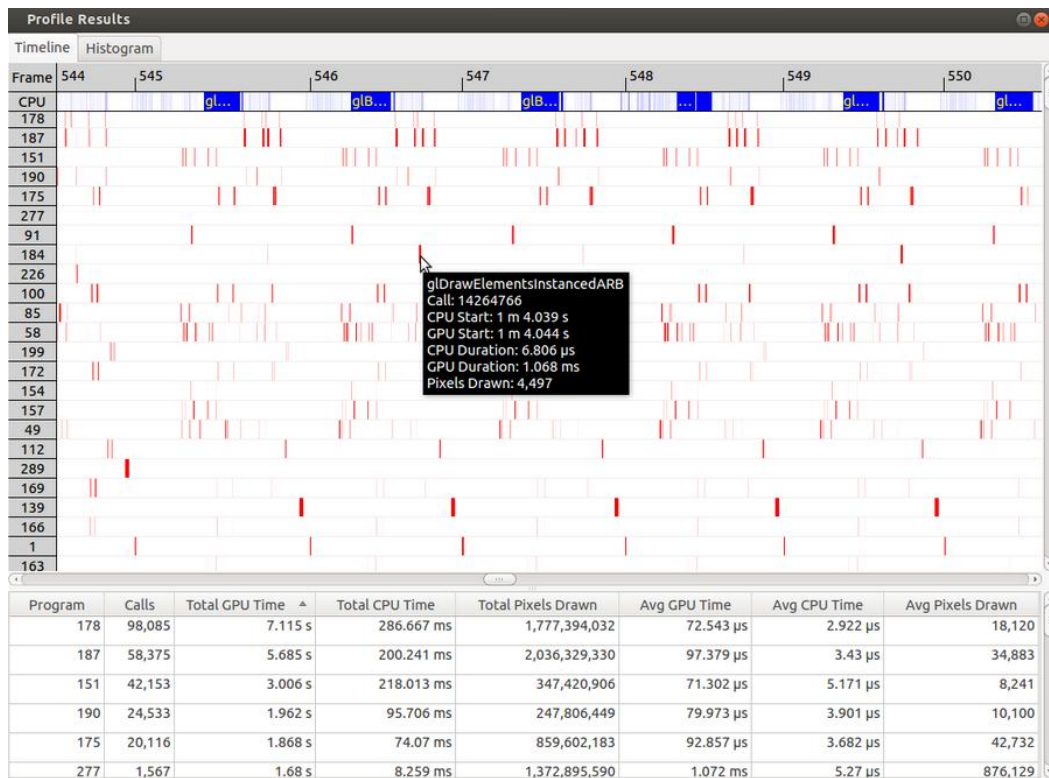 Profile Results
Timeline Histogram
Frame 544 545 546 547 548 549 550
CPU gl... glB... glB... ... gl... gl...
178
187
151
190
175
277
91
184
226
100
85
58
199
172
154
157
49
112
289
169
139
166
1
163
glDrawElementsInstancedARB
Call: 14264766
CPU Start: 1 m 4.039 s
GPU Start: 1 m 4.044 s
CPU Duration: 6.806 µs
GPU Duration: 1.068 ms
Pixels Drawn: 4,497
Program Calls Total GPU Time Total CPU Time Total Pixels Drawn Avg GPU Time Avg CPU Time Avg Pixels Drawn
178 98,085 7.115 s 286.667 ms 1,777,394,032 72.543 µs 2.922 µs 18,120
187 58,375 5.685 s 200.241 ms 2,036,329,330 97.379 µs 3.43 µs 34,883
151 42,153 3.006 s 218.013 ms 347,420,906 71.302 µs 5.171 µs 8,241
190 24,533 1.962 s 95.706 ms 247,806,449 79.973 µs 3.901 µs 10,100
175 20,116 1.868 s 74.07 ms 859,602,183 92.857 µs 3.682 µs 42,732
277 1,567 1.68 s 8.259 ms 1,372,895,590 1.072 ms 5.27 µs 876,129